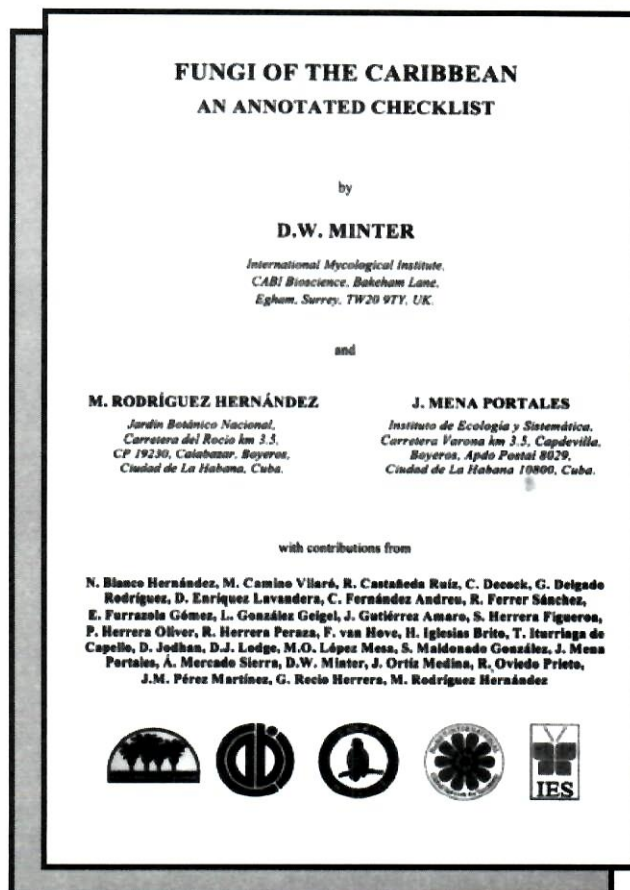 FUNGI OF THE CARIBBEAN
AN ANNOTATED CHECKLIST
by
D.W. MINTER
International Mycological Institute,
CABI Bioscience, Bakeham Lane,
Egham, Surrey, TW20 9TY, UK.
and
M. RODRÍGUEZ HERNÁNDEZ
Jardín Botánico Nacional,
Carretera del Rocío km 3.5,
CP 19230, Calabazar, Boyeros,
Ciudad de La Habana, Cuba.
J. MENA PORTALES
Instituto de Ecología y Sistemática,
Carretera Varona km 3.5, Capdevilla,
Boyeros, Apdo Postal 8029,
Ciudad de La Habana 10800, Cuba.
with contributions from
N. Blanco Hernández, M. Camino Vilaró, R. Castañeda Ruíz, C. Decock, G. Delgado
Rodríguez, D. Enríquez Lavandera, C. Fernández Andreu, R. Ferrer Sánchez,
E. Furrazola Gómez, L. González Geigel, J. Gutiérrez Amaro, S. Herrera Figueroa,
P. Herrera Oliver, R. Herrera Peraza, F. van Hove, H. Iglesias Brito, T. Iturriaga de
Capello, D. Jodhan, D.J. Lodge, M.O. López Mesa, S. Maldonado González, J. Mena
Portales, Á. Mercado Sierra, D.W. Minter, J. Ortiz Medina, R. Oviedo Prieto,
J.M. Pérez Martínez, G. Recio Herrera, M. Rodríguez Hernández
IES